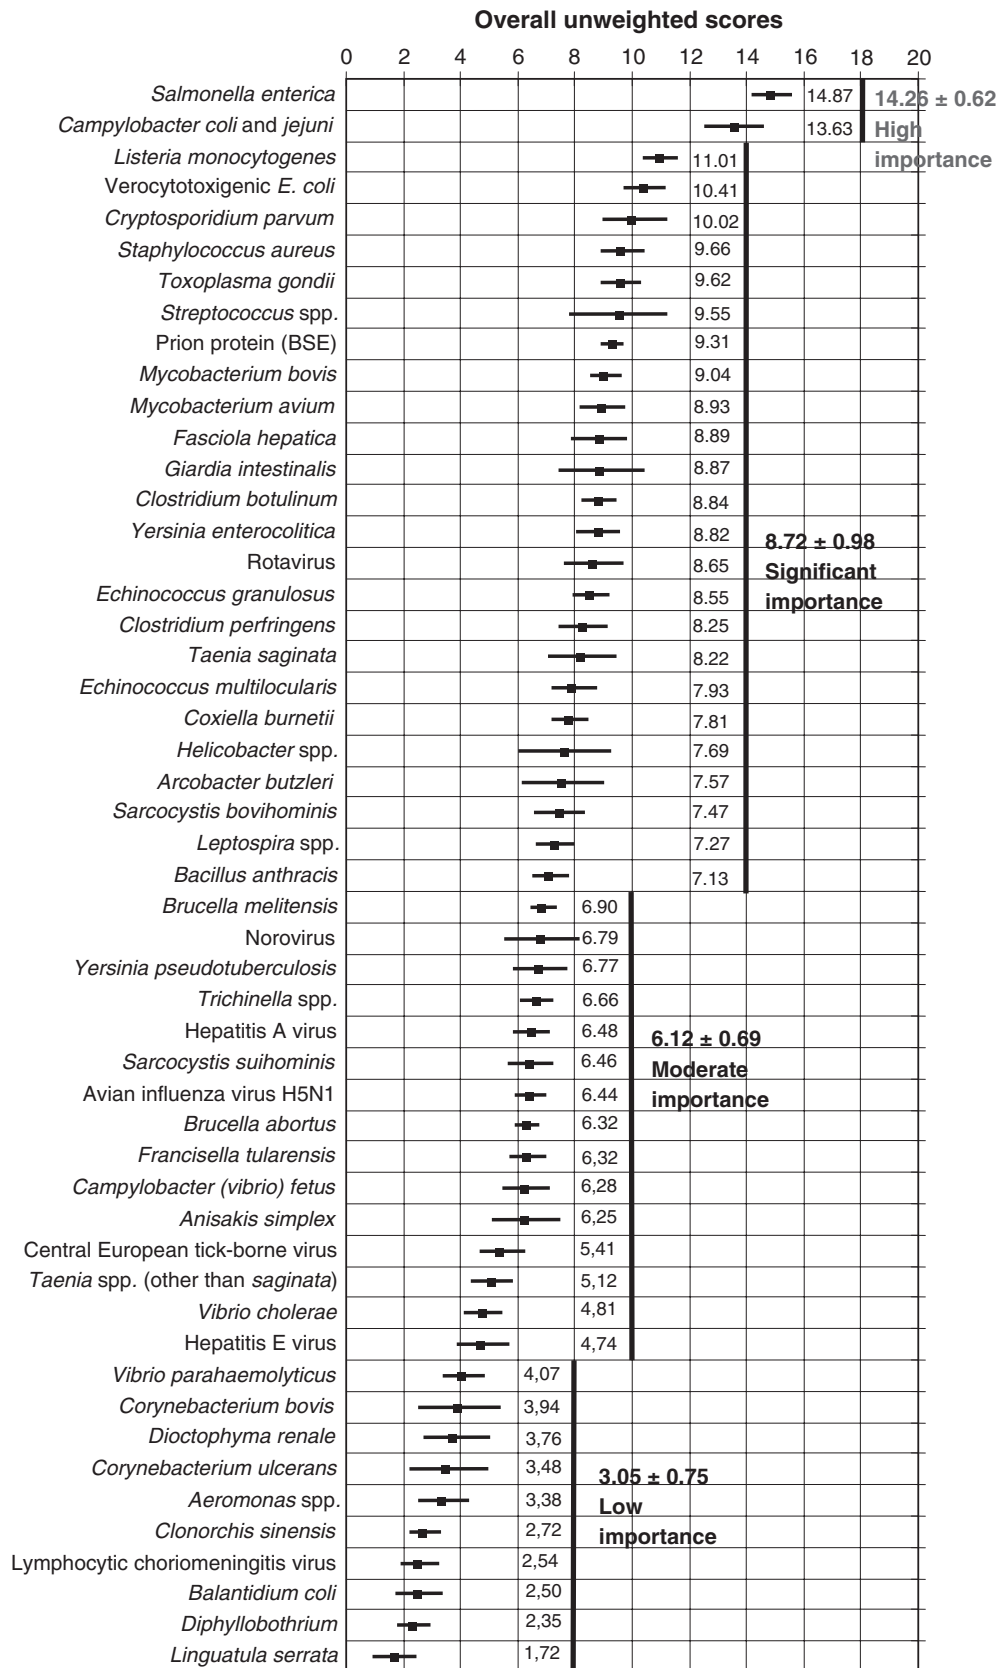 Overall unweighted scores
0 2 4 6 8 10 12 14 16 18 20
Salmonella enterica 14.87 14.26 ± 0.62
Campylobacter coli and jejuni 13.63 High
importance
Listeria monocytogenes 11.01
Verocytotoxigenic E. coli 10.41
Cryptosporidium parvum 10.02
Staphylococcus aureus 9.66
Toxoplasma gondii 9.62
Streptococcus spp. 9.55
Prion protein (BSE) 9.31
Mycobacterium bovis 9.04
Mycobacterium avium 8.93
Fasciola hepatica 8.89
Giardia intestinalis 8.87
Clostridium botulinum 8.84
Yersinia enterocolitica 8.82 8.72 ± 0.98
Rotavirus 8.65 Significant
Echinococcus granulosus 8.55 importance
Clostridium perfringens 8.25
Taenia saginata 8.22
Echinococcus multilocularis 7.93
Coxiella burnetii 7.81
Helicobacter spp. 7.69
Arcobacter butzleri 7.57
Sarcocystis bovihominis 7.47
Leptospira spp. 7.27
Bacillus anthracis 7.13
Brucella melitensis 6.90
Norovirus 6.79
Yersinia pseudotuberculosis 6.77
Trichinella spp. 6.66
Hepatitis A virus 6.48 6.12 ± 0.69
Sarcocystis suihominis 6.46 Moderate
Avian influenza virus H5N1 6.44 importance
Brucella abortus 6.32
Francisella tularensis 6,32
Campylobacter (vibrio) fetus 6,28
Anisakis simplex 6,25
Central European tick-borne virus 5,41
Taenia spp. (other than saginata) 5,12
Vibrio cholerae 4,81
Hepatitis E virus 4,74
Vibrio parahaemolyticus 4,07
Corynebacterium bovis 3,94
Dioctophyma renale 3,76
Corynebacterium ulcerans 3,48 3.05 ± 0.75
Aeromonas spp. 3,38 Low
Clonorchis sinensis 2,72 importance
Lymphocytic choriomeningitis virus 2,54
Balantidium coli 2,50
Diphyllobothrium 2,35
Linguatula serrata 1,72